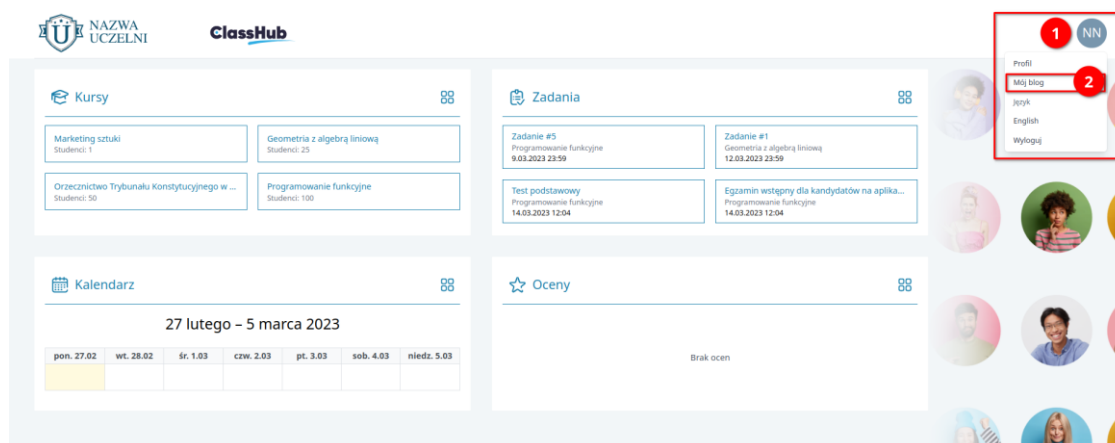 NAZWA
UCZELNI
ClassHub
1
NN
Profil
Mój blog
2
Język
English
Wyloguj
Kursy
Marketing sztuki
Studenci: 1
Geometria z algebrą liniową
Studenci: 25
Orzecznictwo Trybunału Konstytucyjnego w ...
Studenci: 50
Programowanie funkcyjne
Studenci: 100
Zadania
Zadanie #5
Programowanie funkcyjne
9.03.2023 23:59
Zadanie #1
Geometria z algebrą liniową
12.03.2023 23:59
Test podstawowy
Programowanie funkcyjne
14.03.2023 12:04
Egzamin wstępny dla kandydatów na aplika...
Programowanie funkcyjne
14.03.2023 12:04
Kalendarz
27 lutego – 5 marca 2023
pon. 27.02 wt. 28.02 śr. 1.03 czw. 2.03 pt. 3.03 sob. 4.03 niedz. 5.03
Oceny
Brak ocen